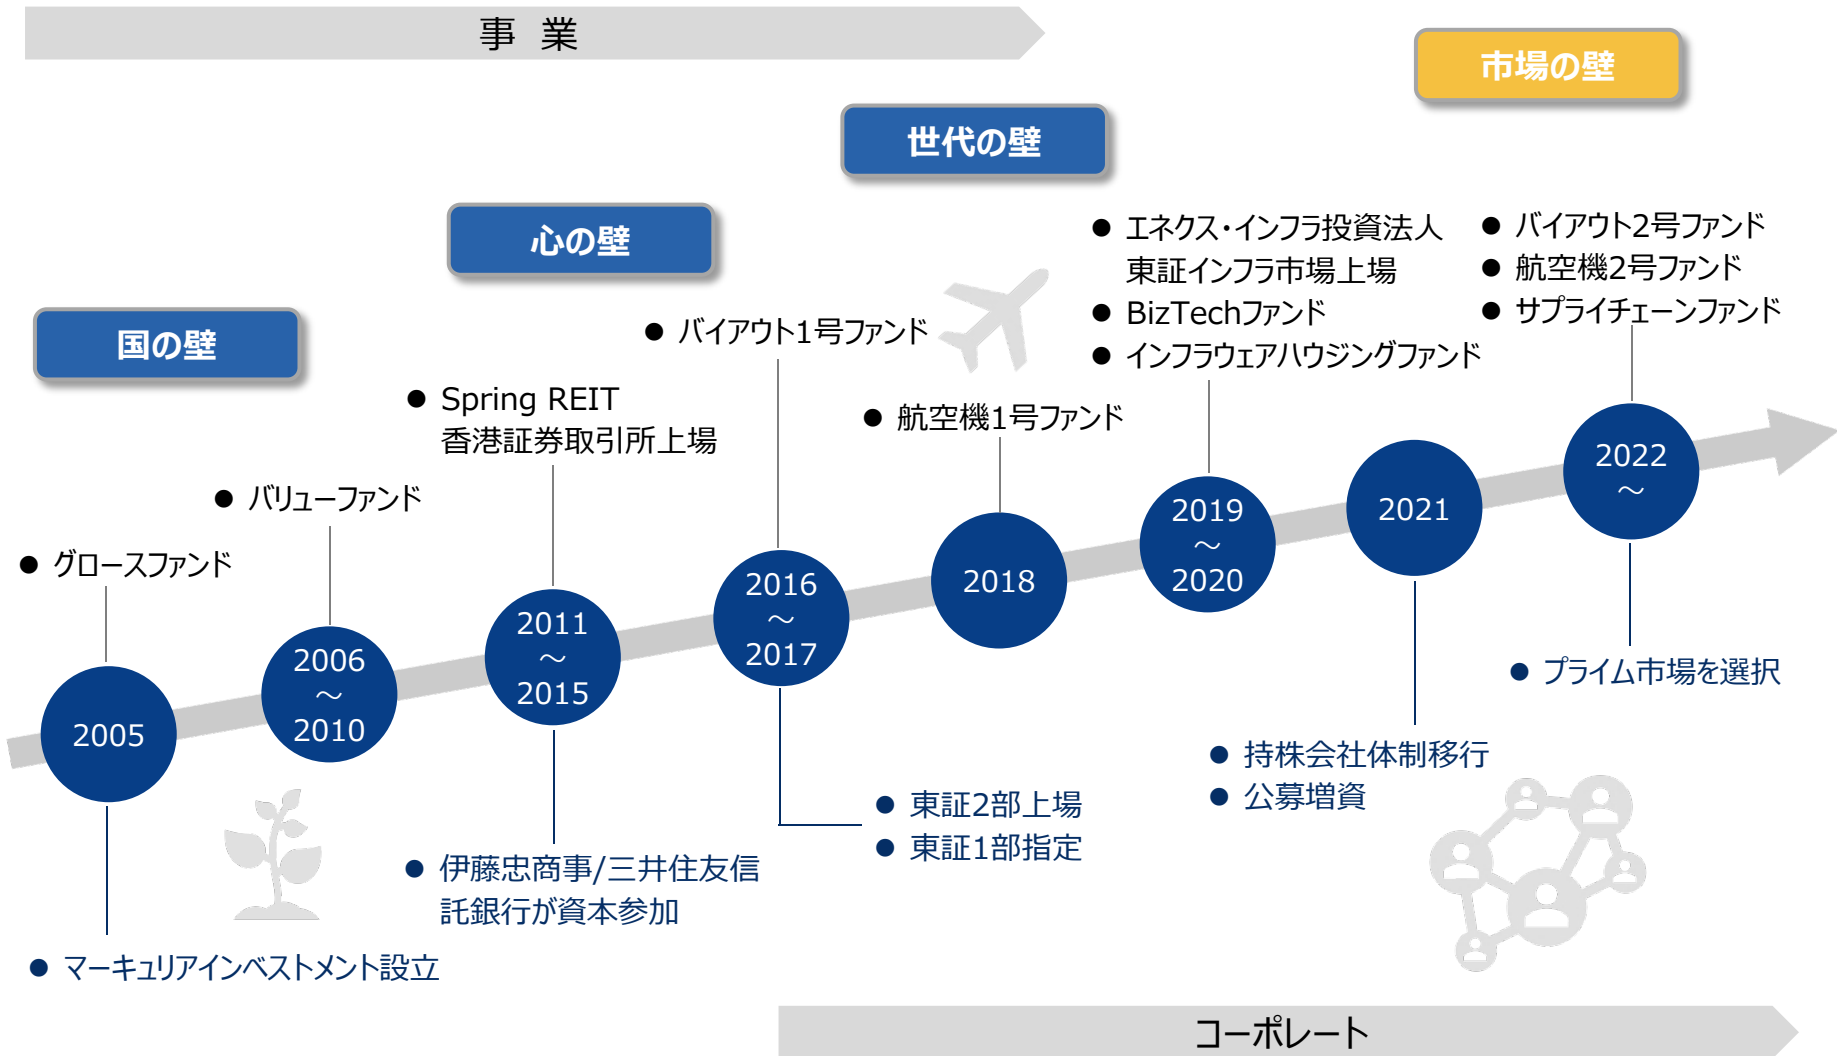 事 業
市場の壁
世代の壁
心の壁
国の壁
● グロースファンド
● バリューファンド
● Spring REIT
香港証券取引所上場
● バイアウト1号ファンド
● 航空機1号ファンド
● エネクス・インフラ投資法人
東証インフラ市場上場
● BizTechファンド
● インフラウェアハウジングファンド
● バイアウト2号ファンド
● 航空機2号ファンド
● サプライチェーンファンド
2005
2006
～
2010
2011
～
2015
2016
～
2017
2018
2019
～
2020
2021
2022
～
● マーキュリアインベストメント設立
● 伊藤忠商事/三井住友信
託銀行が資本参加
● 東証2部上場
● 東証1部指定
● 持株会社体制移行
● 公募増資
● プライム市場を選択
コーポレート